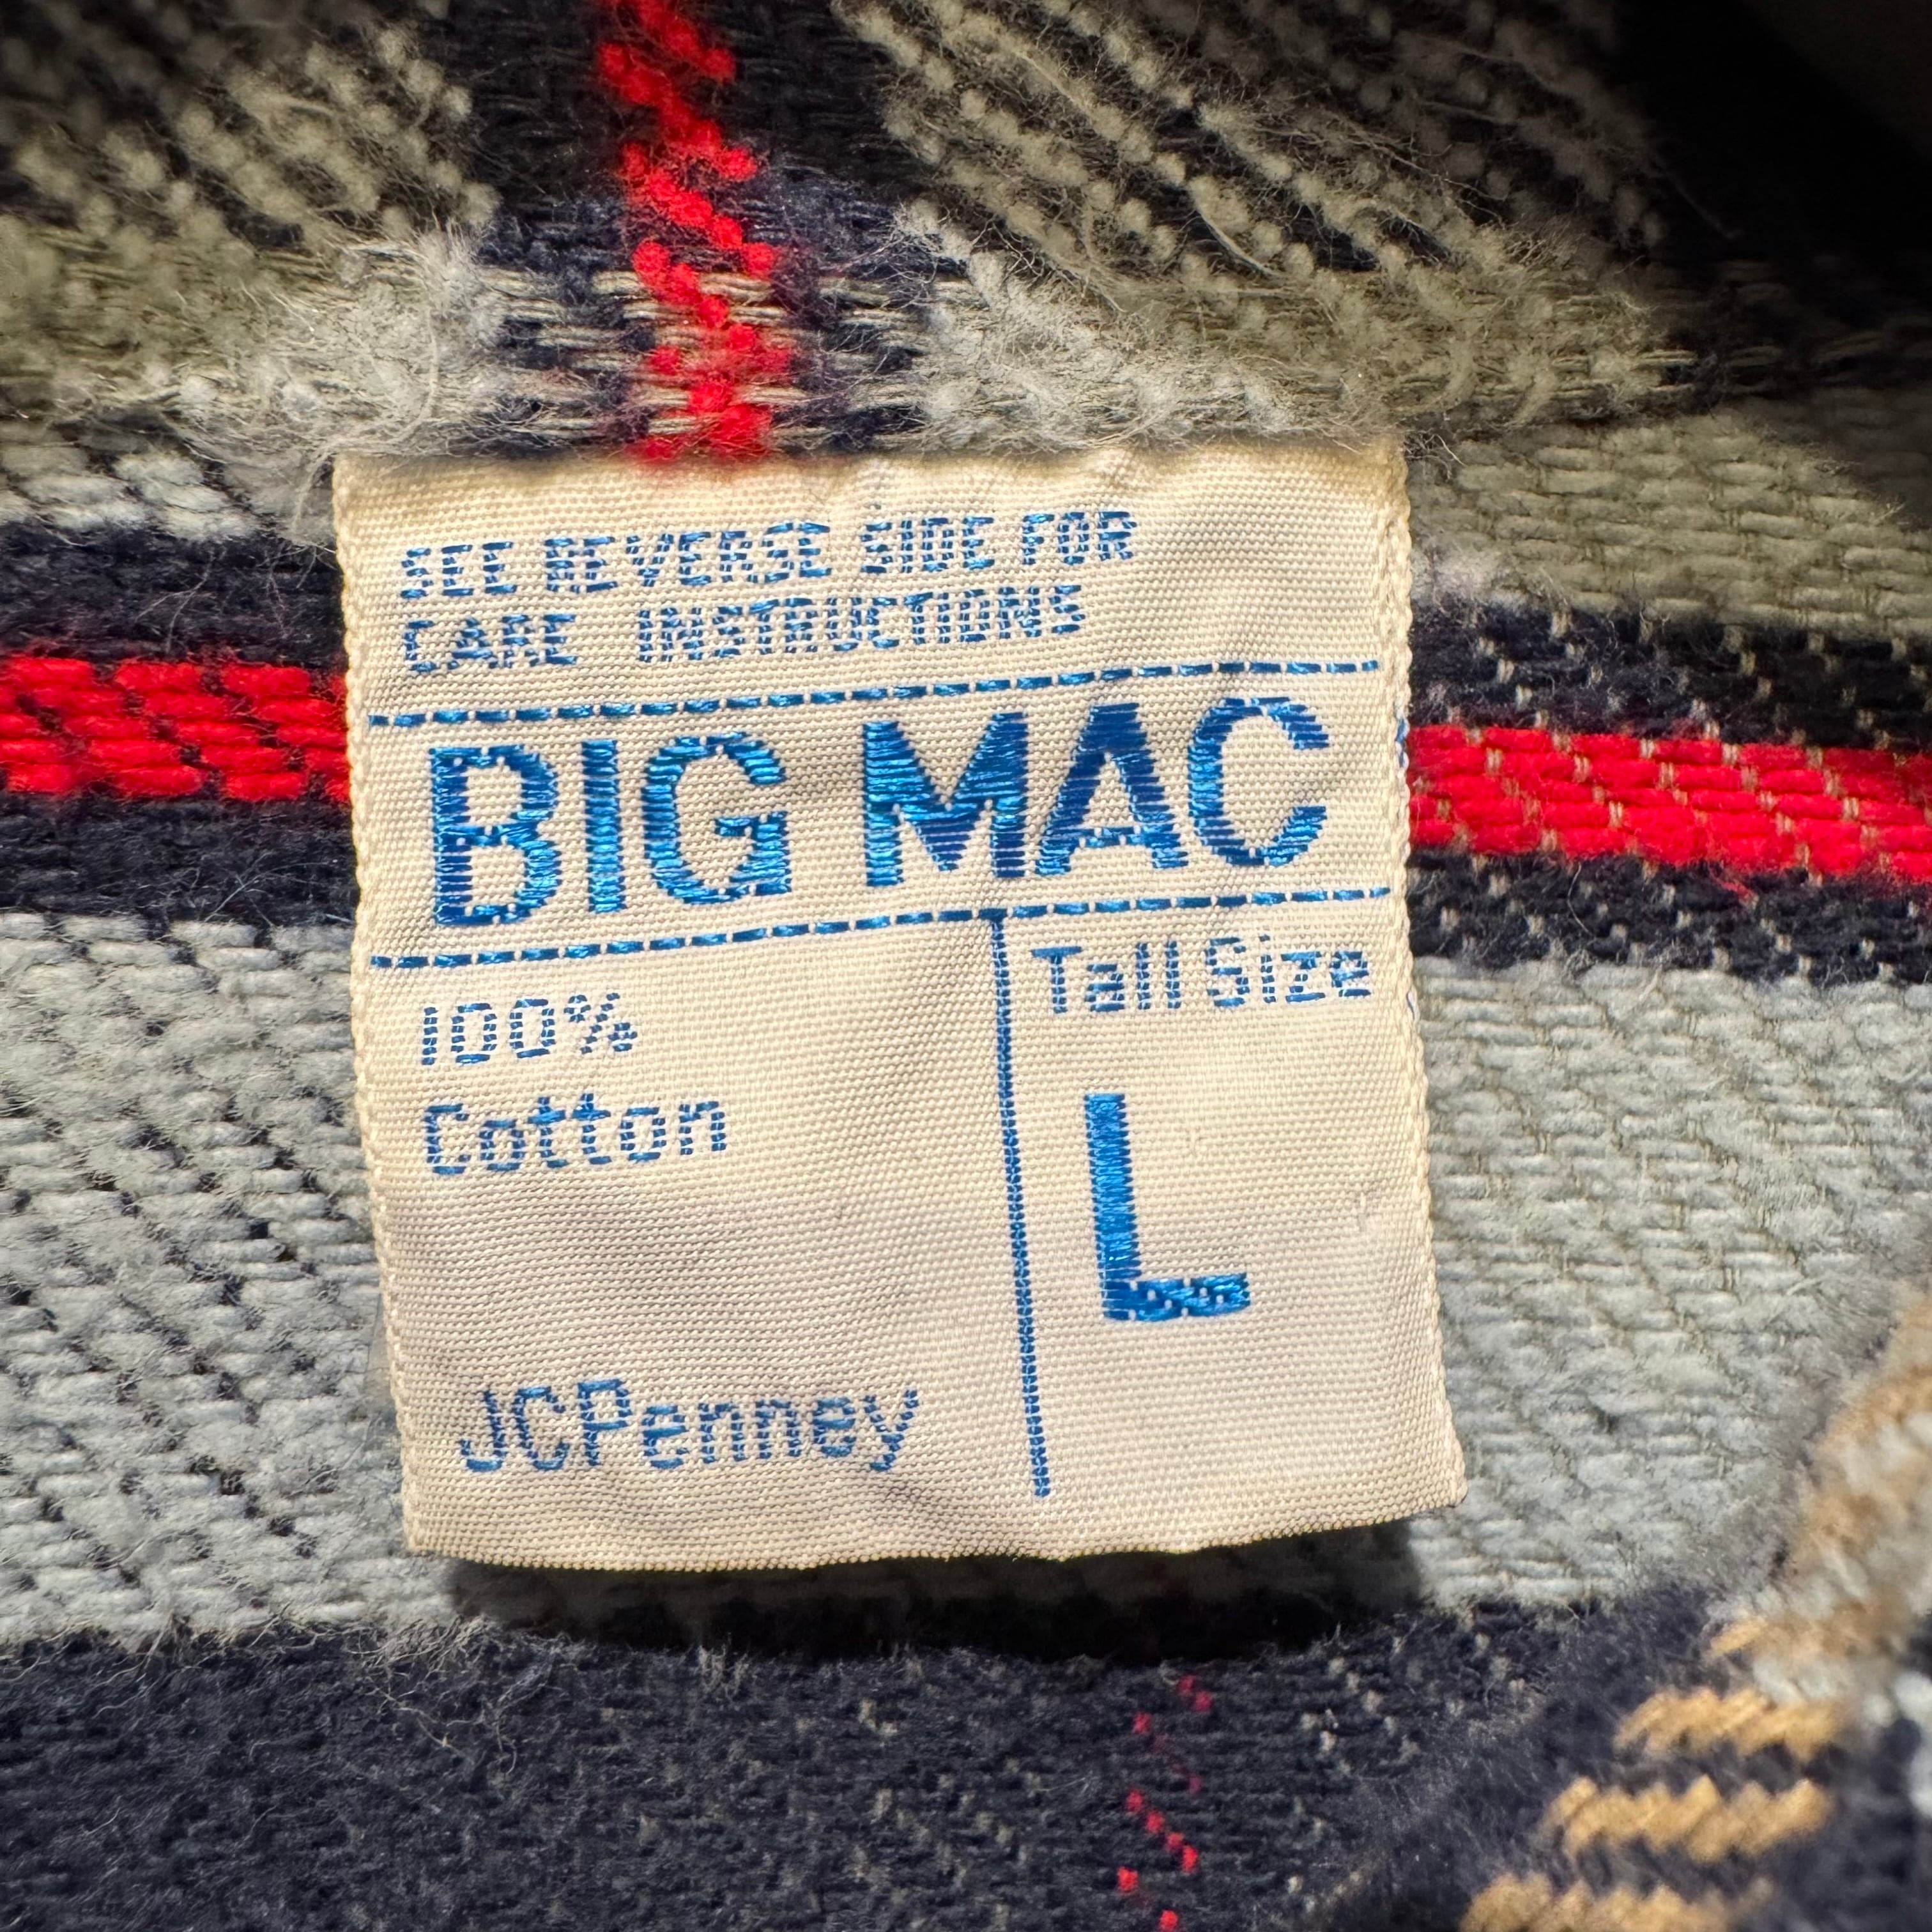 SEE REVERSE SIDE FOR
CARE INSTRUCTIONS
BIG MAC
100%
Cotton
Tall Size
L
JCPenney